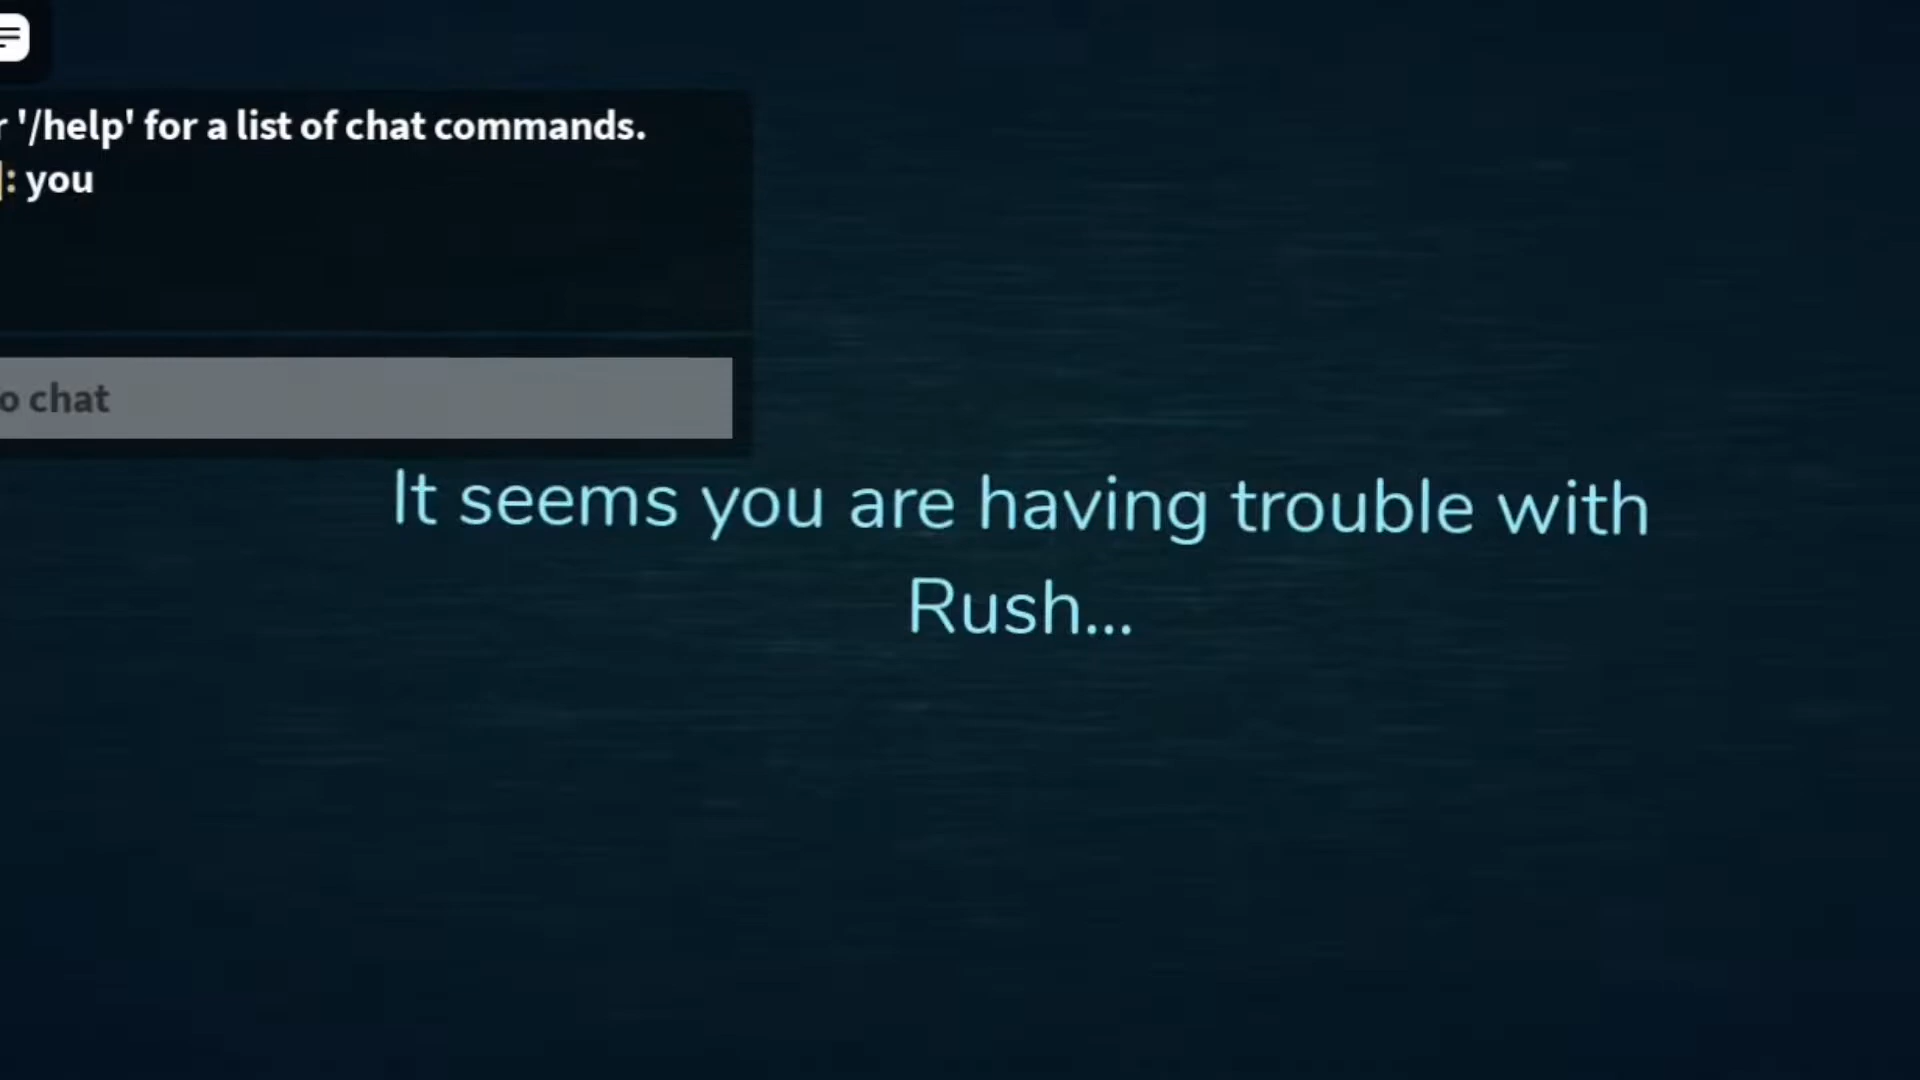 '/help' for a list of chat commands.
: you
chat
It seems you are having trouble with
Rush...